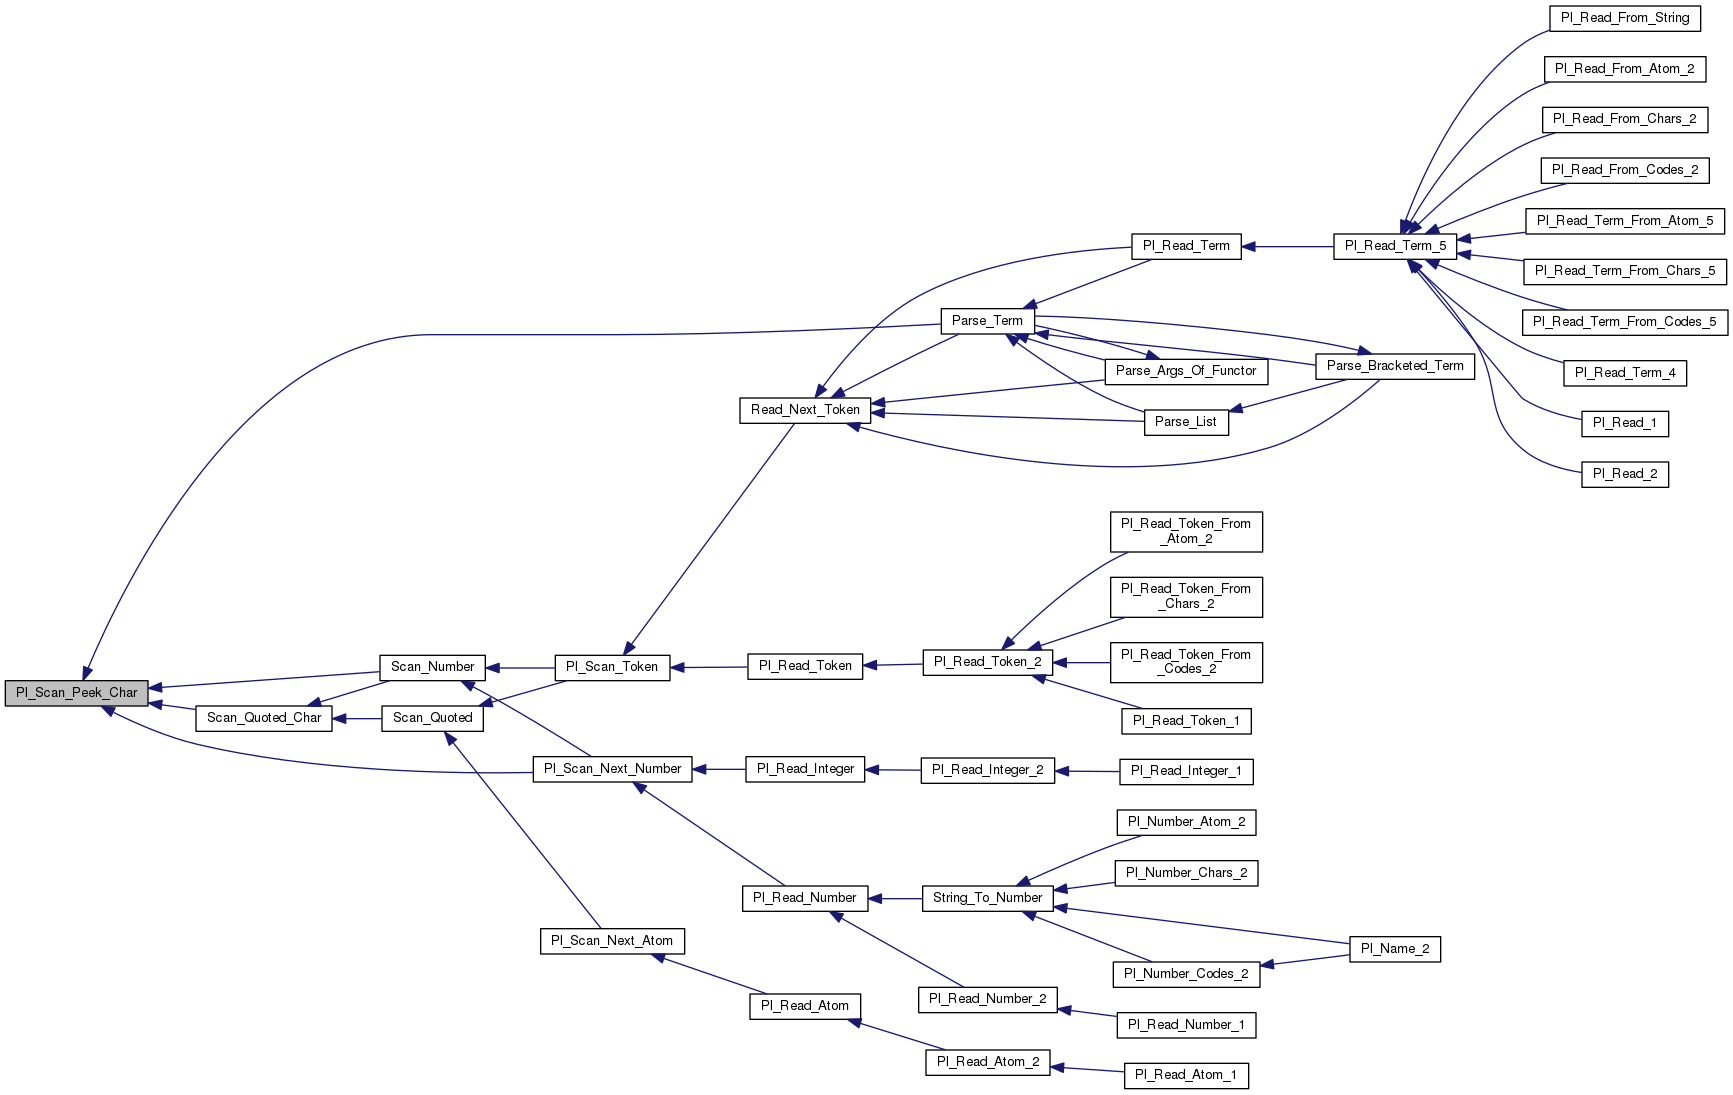 Pl_Read_From_String
Pl_Read_From_Atom_2
Pl_Read_From_Chars_2
Pl_Read_From_Codes_2
Pl_Read_Term_From_Atom_5
Pl_Read_Term
Pl_Read_Term_5
Pl_Read_Term_From_Chars_5
Parse_Term
Pl_Read_Term_From_Codes_5
Parse_Args_Of_Functor
Parse_Bracketed_Term
Pl_Read_Term_4
Read_Next_Token
Parse_List
Pl_Read_1
Pl_Read_2
Pl_Read_Token_From
_Atom_2
Pl_Read_Token_From
_Chars_2
Pl_Scan_Peek_Char
Scan_Number
Pl_Scan_Token
Pl_Read_Token
Pl_Read_Token_2
Pl_Read_Token_From
_Codes_2
Scan_Quoted_Char
Scan_Quoted
Pl_Read_Token_1
Pl_Scan_Next_Number
Pl_Read_Integer
Pl_Read_Integer_2
Pl_Read_Integer_1
Pl_Number_Atom_2
Pl_Number_Chars_2
Pl_Read_Number
String_To_Number
Pl_Scan_Next_Atom
Pl_Name_2
Pl_Number_Codes_2
Pl_Read_Atom
Pl_Read_Number_2
Pl_Read_Number_1
Pl_Read_Atom_2
Pl_Read_Atom_1